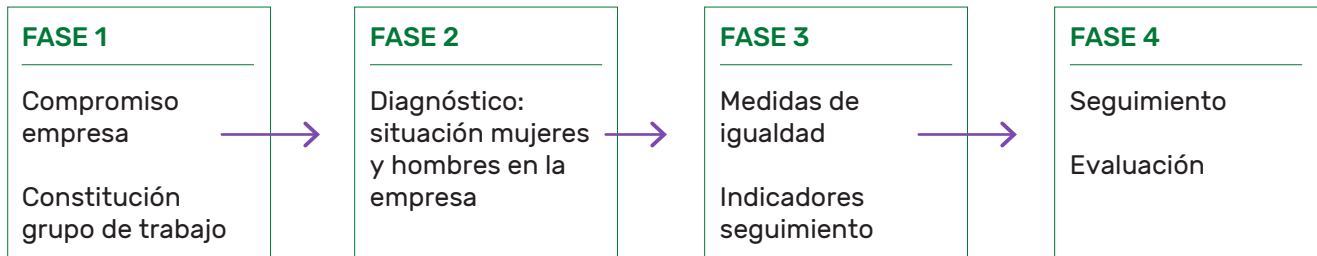 FASE 1
Compromiso
empresa
Constitución
grupo de trabajo
FASE 2
Diagnóstico:
situación mujeres
y hombres en la
empresa
FASE 3
Medidas de
igualdad
Indicadores
seguimiento
FASE 4
Seguimiento
Evaluación